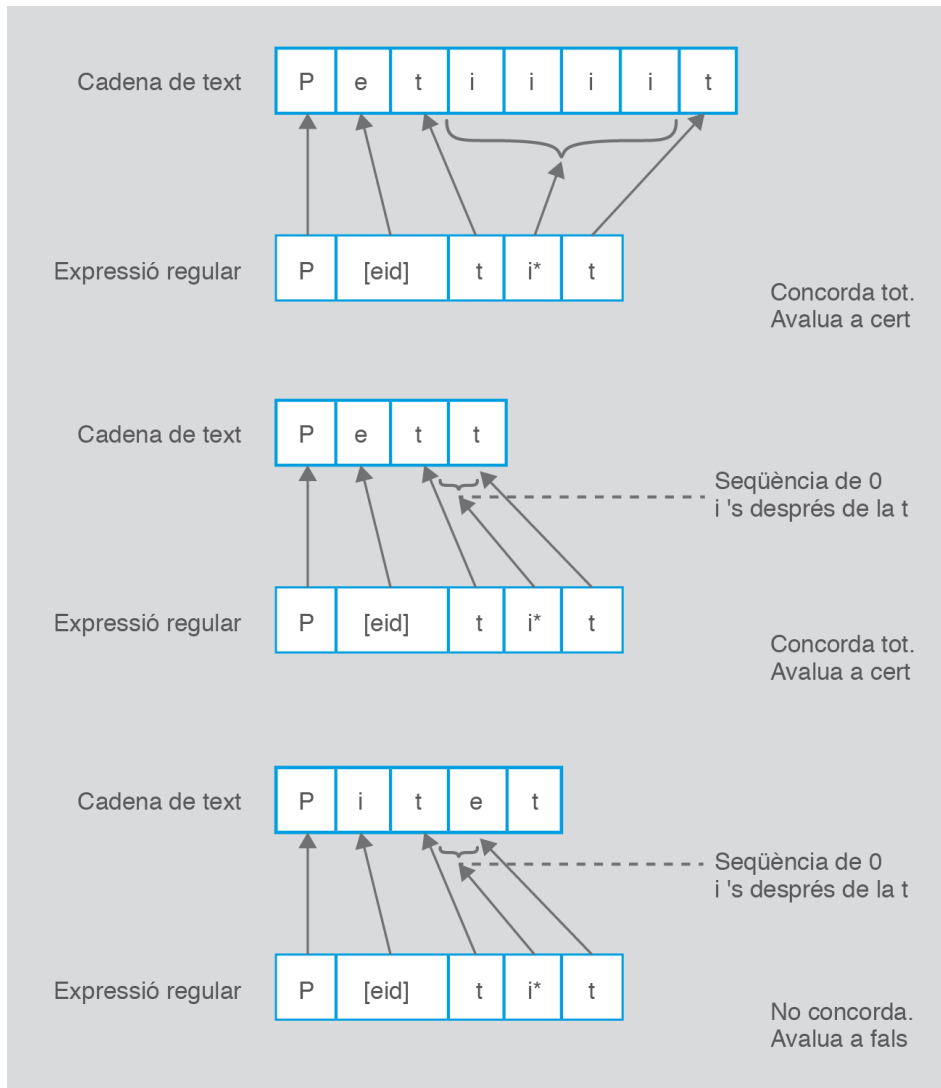 Cadena de text P e t i i i i t
Expressió regular P [eid] t i* t
Concorda tot.
Avalua a cert
Cadena de text P e t t
Seqüència de 0
i 's després de la t
Expressió regular P [eid] t i* t
Concorda tot.
Avalua a cert
Cadena de text P i t e t
Seqüència de 0
i 's després de la t
Expressió regular P [eid] t i* t
No concorda.
Avalua a fals